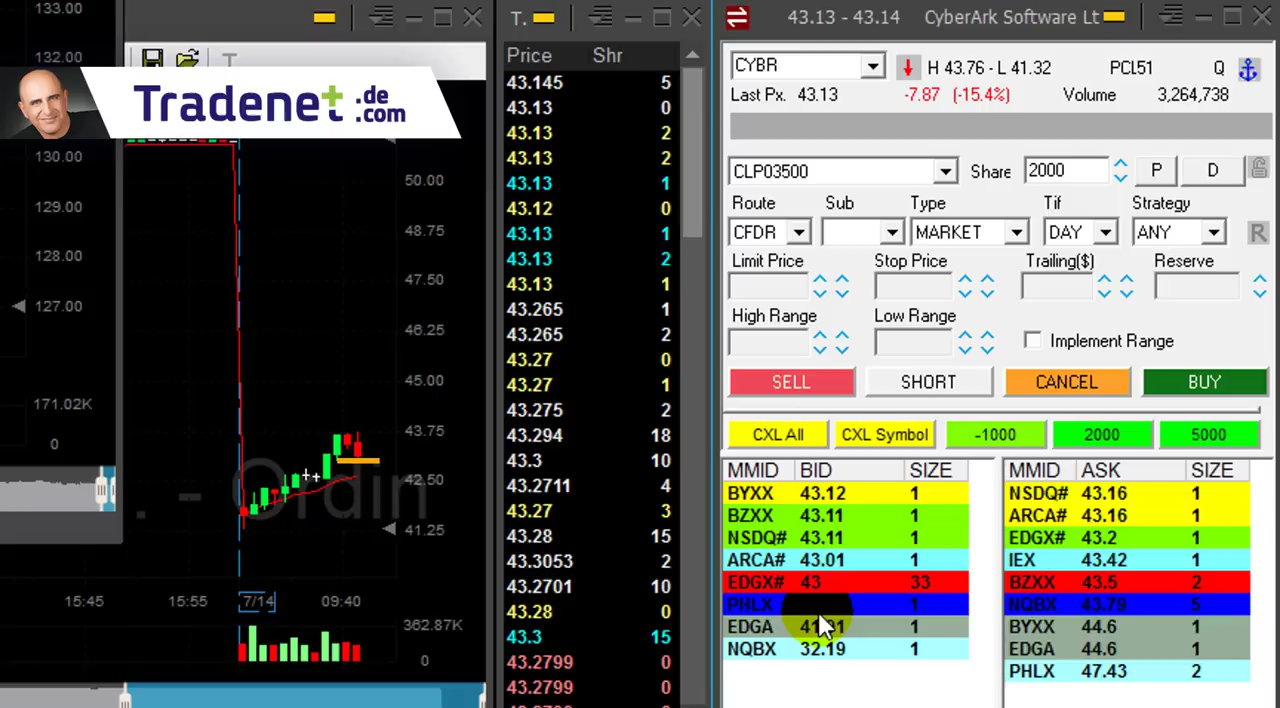 133.00
132.00
130.00
129.00
128.00
127.00
171.02K
0
Tradenet .de
.com
50.00
48.75
47.50
46.25
45.00
43.75
42.50
41.25
. - Ordin
15:45
15:55
7/14
09:40
362.87K
0
T.
Price Shr
43.145 5
43.13 0
43.13 2
43.13 2
43.13 1
43.12 0
43.13 1
43.13 2
43.13 1
43.265 1
43.265 2
43.27 0
43.27 1
43.275 2
43.294 18
43.3 10
43.2711 4
43.27 3
43.28 15
43.3053 2
43.2701 10
43.28 0
43.3 15
43.2799 0
43.2799 0
43.13 - 43.14 CyberArk Software Lt
CYBR H 43.76 - L 41.32 PCL51 Q
Last Px. 43.13 -7.87 (-15.4%) Volume 3,264,738
CLP03500 Share 2000 P D
Route Sub Type Tif Strategy
CFDR MARKET DAY ANY R
Limit Price Stop Price Trailing($) Reserve
High Range Low Range
Implement Range
SELL SHORT CANCEL BUY
CXL All CXL Symbol -1000 2000 5000
MMID BID SIZE MMID ASK SIZE
BYXX 43.12 1 NSDQ# 43.16 1
BZXX 43.11 1 ARCA# 43.16 1
NSDQ# 43.11 1 EDGX# 43.2 1
ARCA# 43.01 1 IEX 43.42 1
EDGX# 43 33 BZXX 43.5 2
PHLX 1 NQBX 43.79 5
EDGA 1 BYXX 44.6 1
NQBX 32.19 1 EDGA 44.6 1
PHLX 47.43 2